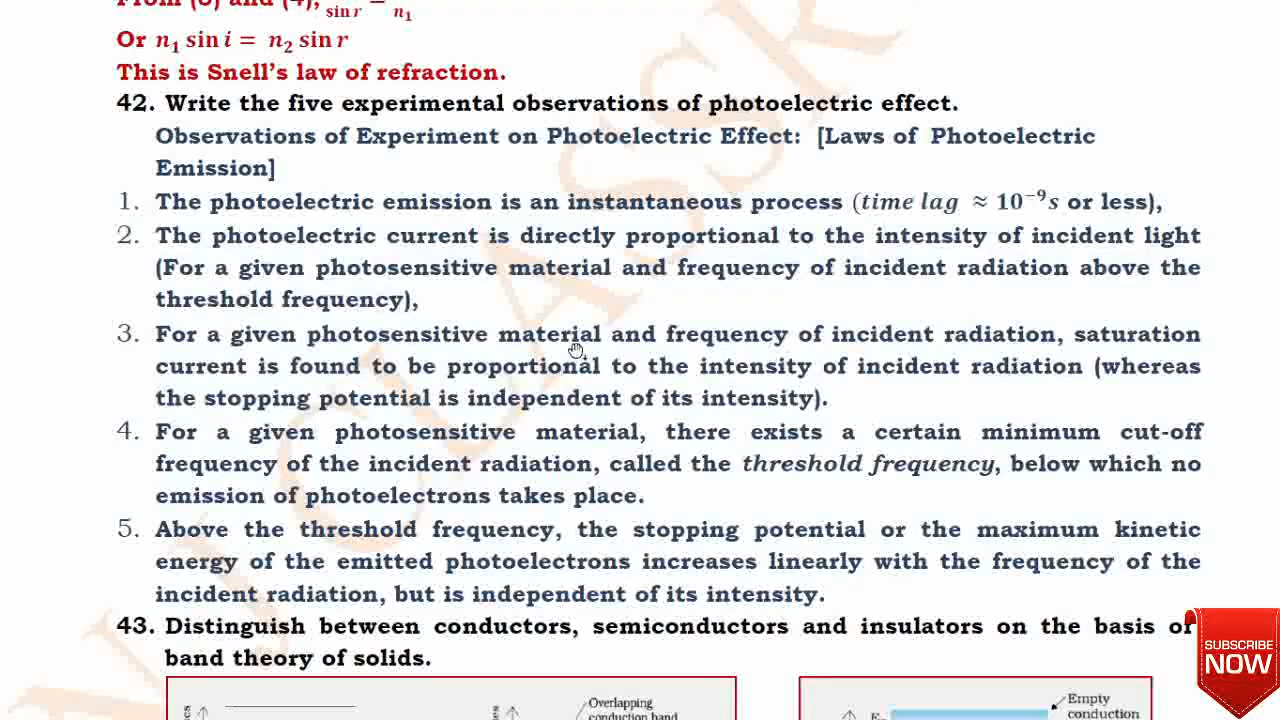 From (3) and (4), sin r = n₁
Or n₁ sin i = n₂ sin r
This is Snell's law of refraction.
42. Write the five experimental observations of photoelectric effect.
Observations of Experiment on Photoelectric Effect: [Laws of Photoelectric
Emission]
1. The photoelectric emission is an instantaneous process (time lag ≈ 10⁻⁹s or less),
2. The photoelectric current is directly proportional to the intensity of incident light
(For a given photosensitive material and frequency of incident radiation above the
threshold frequency),
3. For a given photosensitive material and frequency of incident radiation, saturation
current is found to be proportional to the intensity of incident radiation (whereas
the stopping potential is independent of its intensity).
4. For a given photosensitive material, there exists a certain minimum cut-off
frequency of the incident radiation, called the threshold frequency, below which no
emission of photoelectrons takes place.
5. Above the threshold frequency, the stopping potential or the maximum kinetic
energy of the emitted photoelectrons increases linearly with the frequency of the
incident radiation, but is independent of its intensity.
43. Distinguish between conductors, semiconductors and insulators on the basis of
band theory of solids.
Overlapping
conduction band
Empty
conduction
SUBSCRIBE
NOW
CLASS